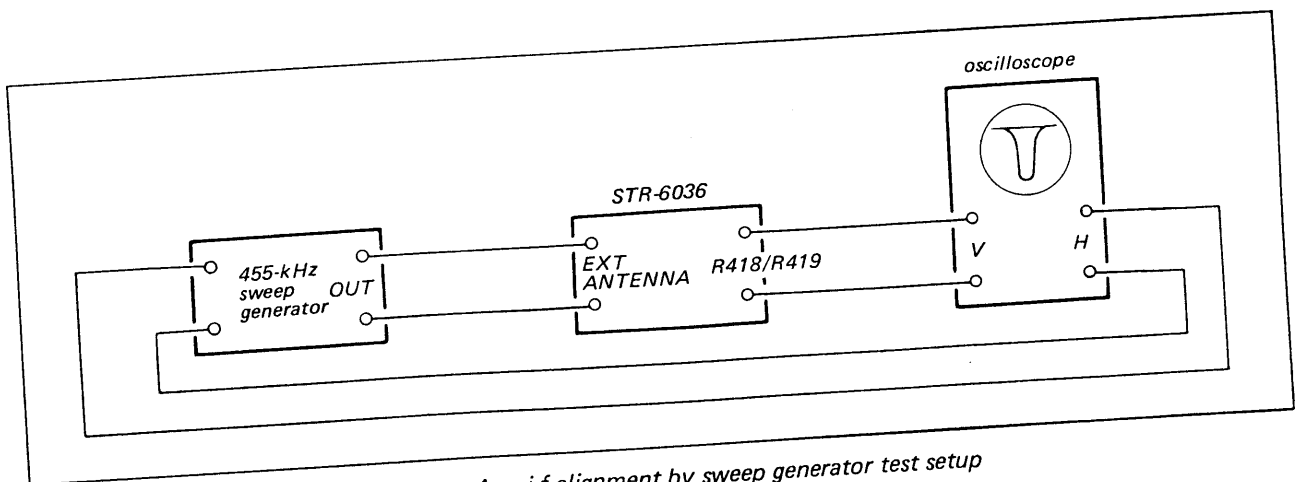 oscilloscope
STR-6036
455-kHz
sweep
generator
OUT
EXT
ANTENNA
R418/R419
V
H
i.f alignment by sweep generator test setup